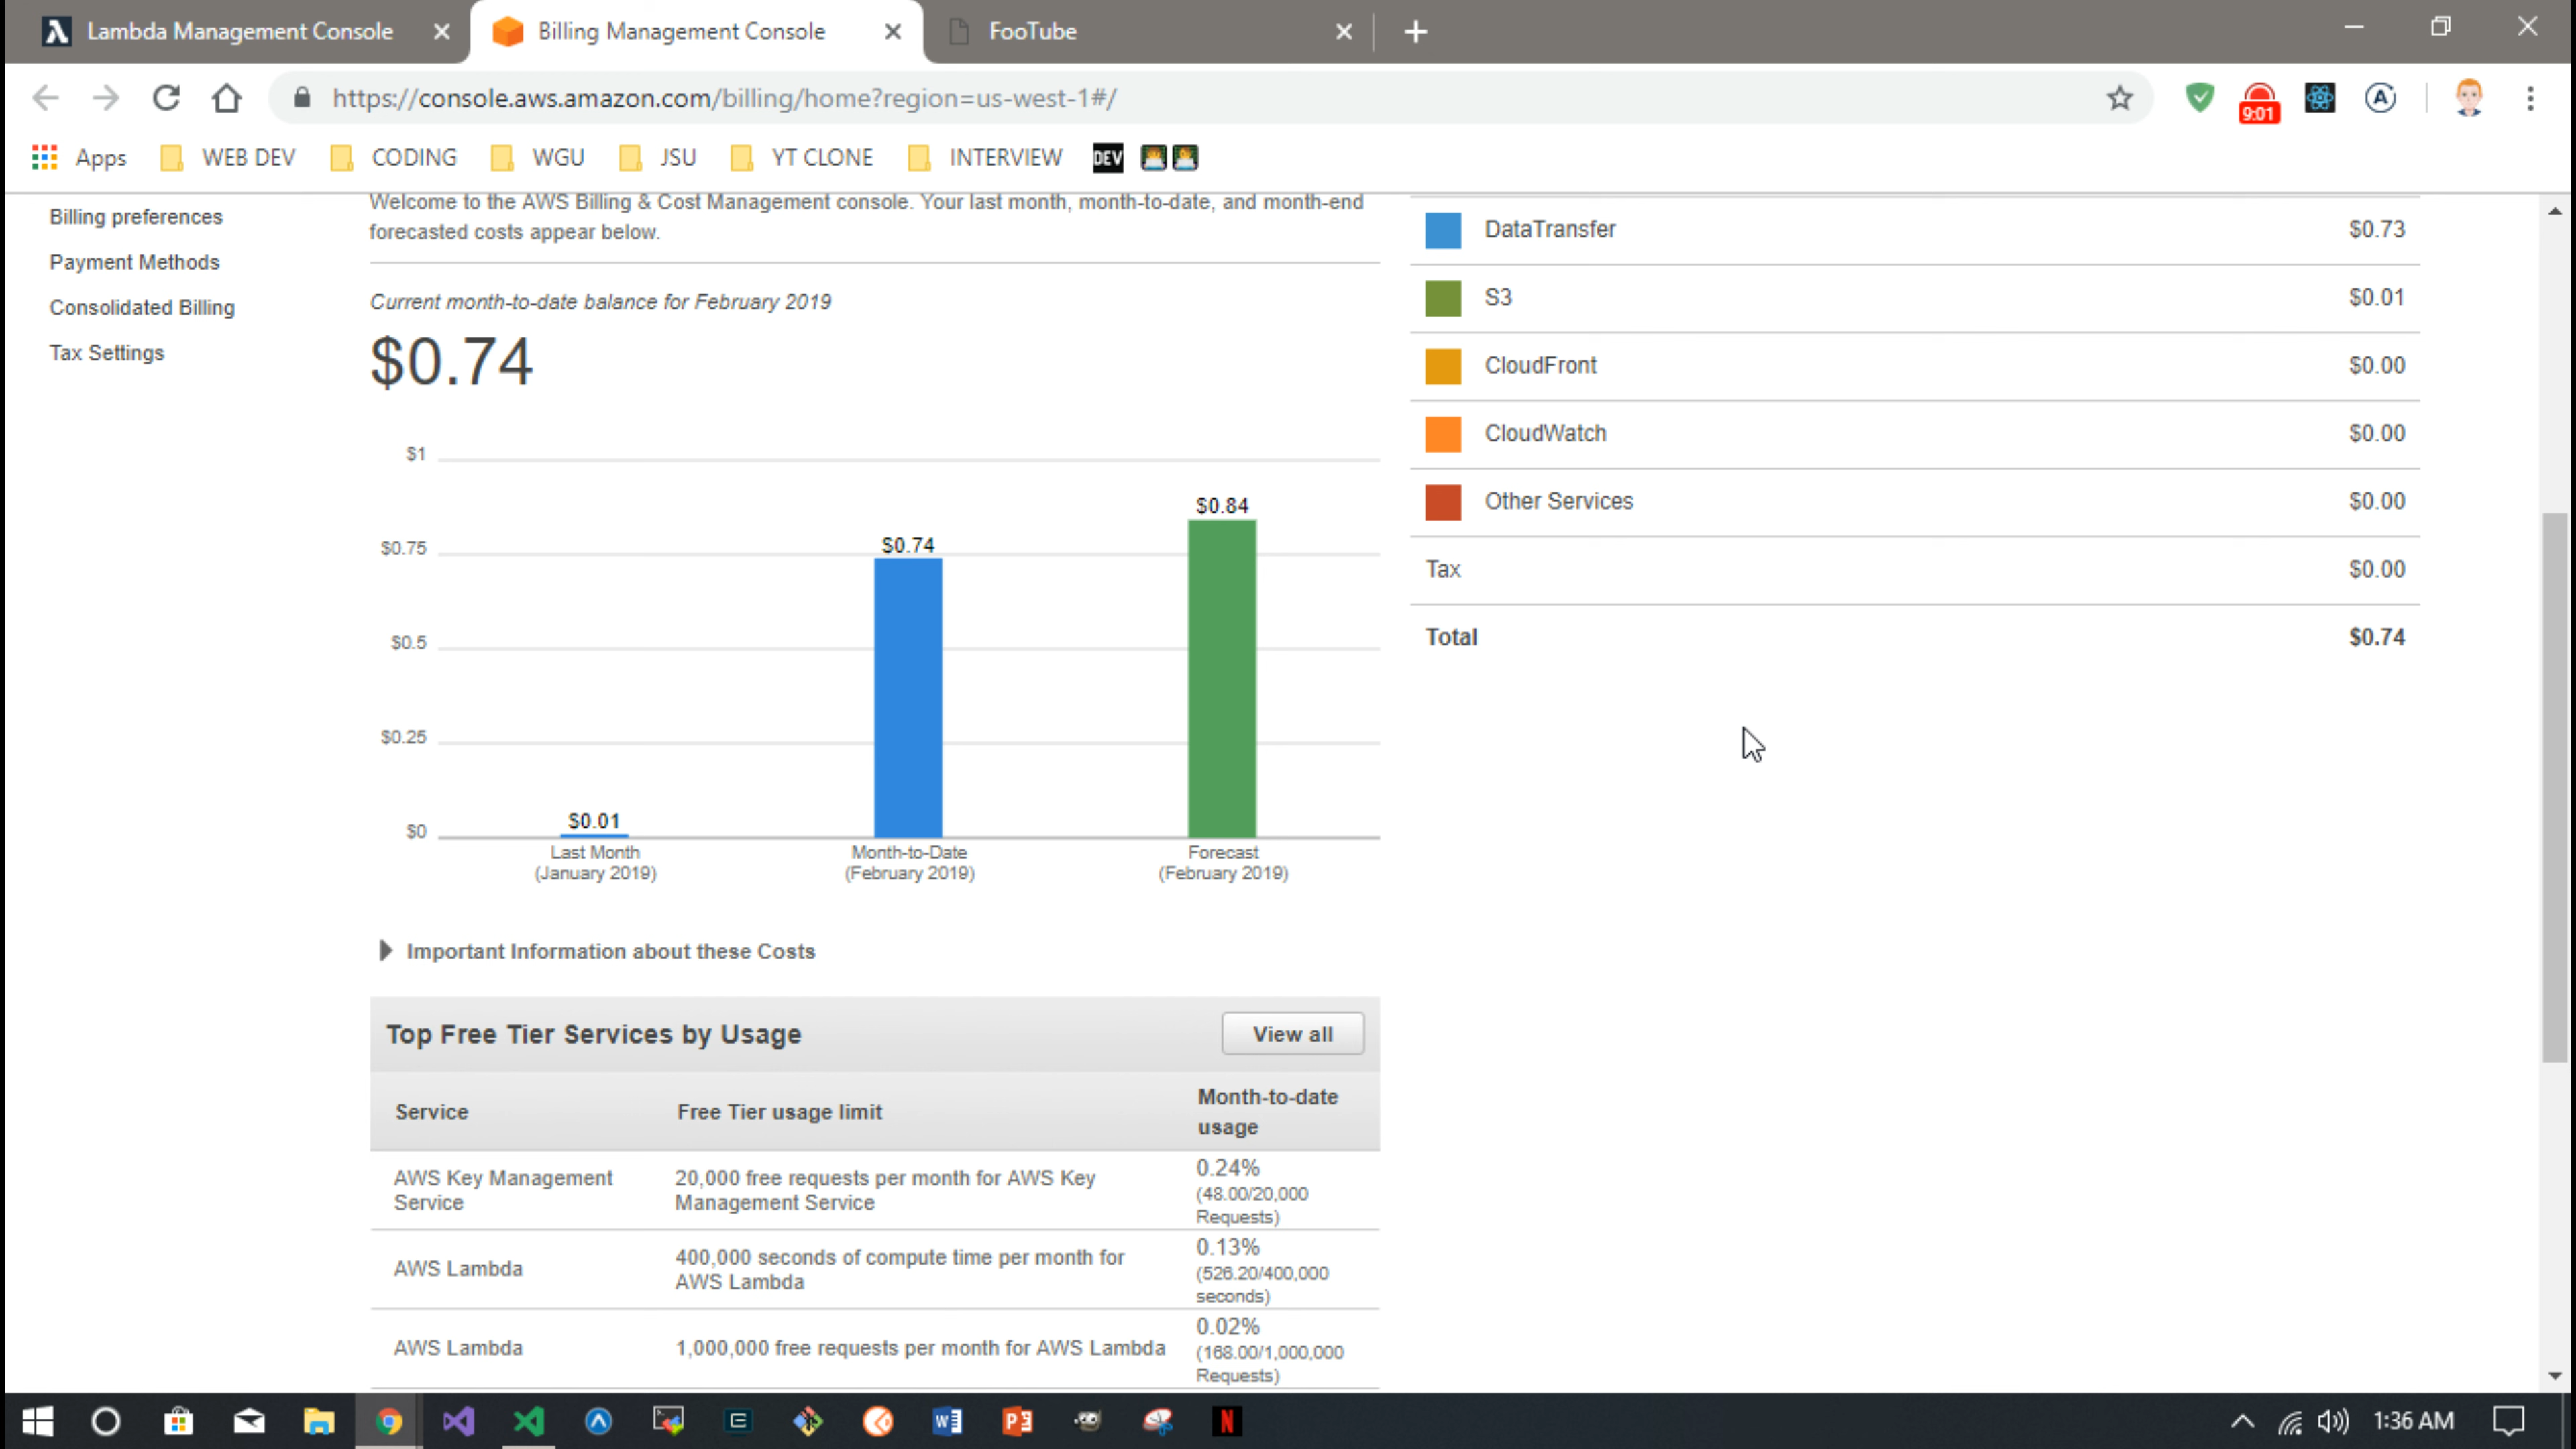 Lambda Management Console
Billing Management Console
FooTube
https://console.aws.amazon.com/billing/home?region=us-west-1#/
9:01
A
Apps
WEB DEV
CODING
WGU
JSU
YT CLONE
INTERVIEW
DEV
Billing preferences
Payment Methods
Consolidated Billing
Tax Settings
Welcome to the AWS Billing & Cost Management console. Your last month, month-to-date, and month-end
forecasted costs appear below.
Current month-to-date balance for February 2019
$0.74
$1
$0.75
$0.5
$0.25
$0
$0.01
$0.74
$0.84
Last Month
(January 2019)
Month-to-Date
(February 2019)
Forecast
(February 2019)
Important Information about these Costs
Top Free Tier Services by Usage
View all
Service
Free Tier usage limit
Month-to-date
usage
AWS Key Management
Service
20,000 free requests per month for AWS Key
Management Service
0.24%
(48.00/20,000
Requests)
AWS Lambda
400,000 seconds of compute time per month for
AWS Lambda
0.13%
(526.20/400,000
seconds)
AWS Lambda
1,000,000 free requests per month for AWS Lambda
0.02%
(168.00/1,000,000
Requests)
DataTransfer $0.73
S3 $0.01
CloudFront $0.00
CloudWatch $0.00
Other Services $0.00
Tax $0.00
Total $0.74
1:36 AM